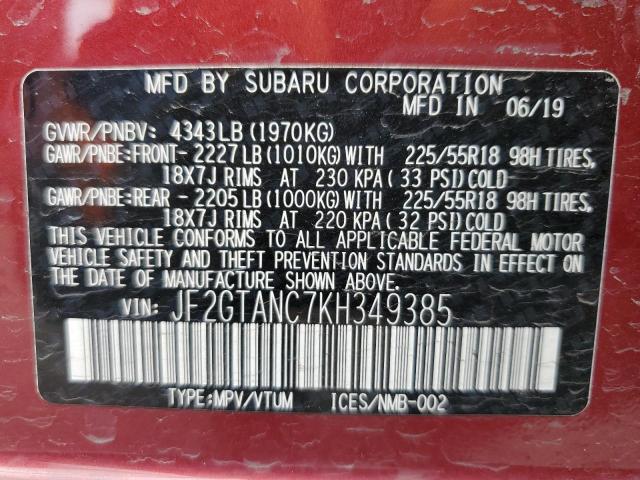 MFD BY SUBARU CORPORATION
MFD IN 06/19
GVWR/PNBV: 4343LB (1970KG)
GAWR/PNBE:FRONT- 2227 LB (1010KG) WITH 225/55R18 98H TIRES,
18X7J RIMS AT 230 KPA (33 PSI) COLD
GAWR/PNBE:REAR - 2205 LB (1000KG) WITH 225/55R18 98H TIRES,
18X7J RIMS AT 220 KPA (32 PSI) COLD
THIS VEHICLE CONFORMS TO ALL APPLICABLE FEDERAL MOTOR
VEHICLE SAFETY AND THEFT PREVENTION STANDARDS IN EFFECT ON
THE DATE OF MANUFACTURE SHOWN ABOVE.
VIN: JF2GTANC7KH349385
TYPE:MPV/VTUM ICES/NMB-002